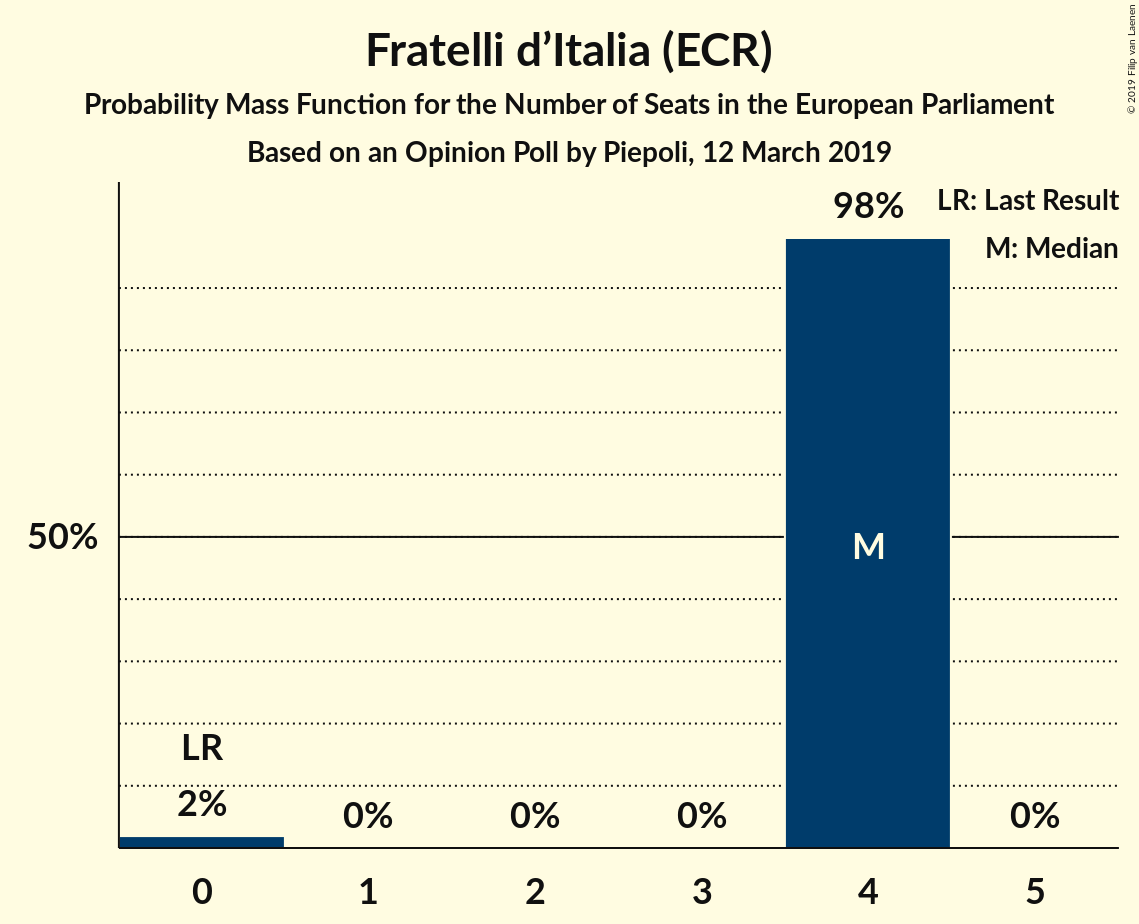 Fratelli d’Italia (ECR)
Probability Mass Function for the Number of Seats in the European Parliament
Based on an Opinion Poll by Piepoli, 12 March 2019
© 2019 Filip van Laenen
98%
LR: Last Result
M: Median
50%
M
LR
2%
0%
0%
0%
0%
0
1
2
3
4
5